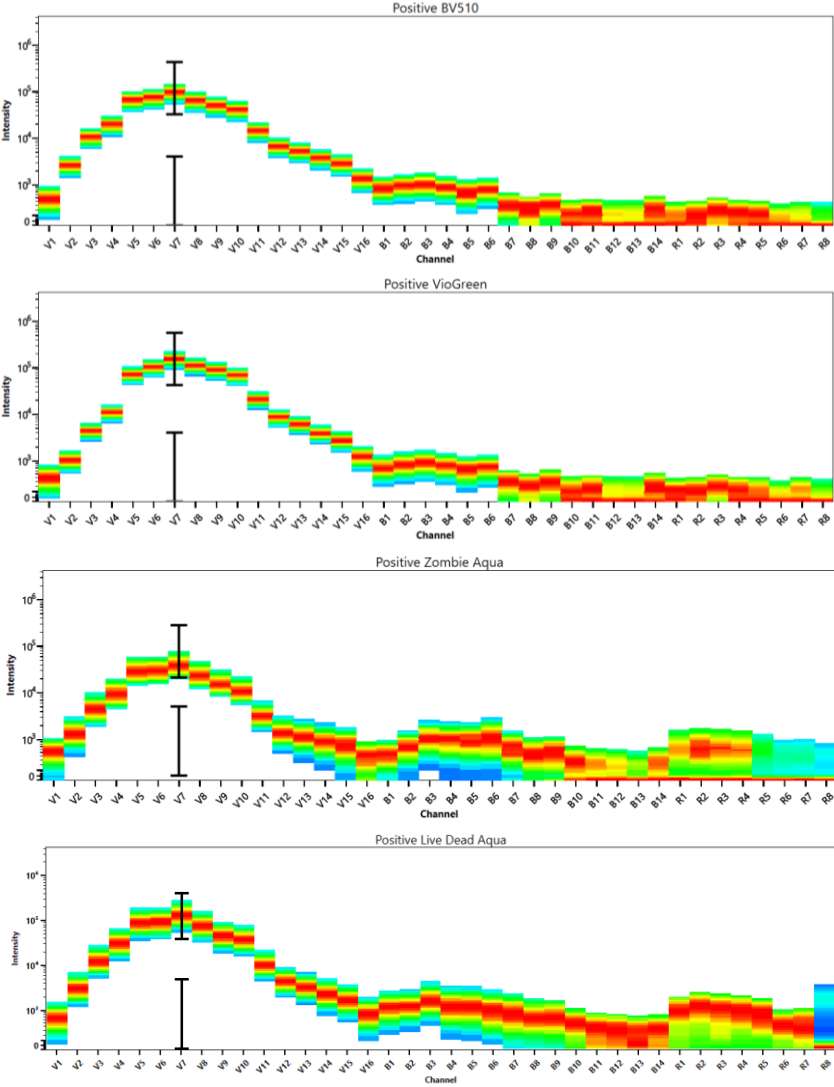 Positive BV510
10⁶
10⁵
10⁴
10³
0
Intensity
V1 V2 V3 V4 V5 V6 V7 V8 V9 V10 V11 V12 V13 V14 V15 V16 B1 B2 B3 B4 B5 B6 B7 B8 B9 B10 B11 B12 B13 B14 R1 R2 R3 R4 R5 R6 R7 R8
Channel
Positive VioGreen
10⁶
10⁵
10⁴
10³
0
Intensity
V1 V2 V3 V4 V5 V6 V7 V8 V9 V10 V11 V12 V13 V14 V15 V16 B1 B2 B3 B4 B5 B6 B7 B8 B9 B10 B11 B12 B13 B14 R1 R2 R3 R4 R5 R6 R7 R8
Channel
Positive Zombie Aqua
10⁶
10⁵
10⁴
10³
0
Intensity
V1 V2 V3 V4 V5 V6 V7 V8 V9 V10 V11 V12 V13 V14 V15 V16 B1 B2 B3 B4 B5 B6 B7 B8 B9 B10 B11 B12 B13 B14 R1 R2 R3 R4 R5 R6 R7 R8
Channel
Positive Live Dead Aqua
10⁶
10⁵
10⁴
10³
0
Intensity
V1 V2 V3 V4 V5 V6 V7 V8 V9 V10 V11 V12 V13 V14 V15 V16 B1 B2 B3 B4 B5 B6 B7 B8 B9 B10 B11 B12 B13 B14 R1 R2 R3 R4 R5 R6 R7 R8
Channel